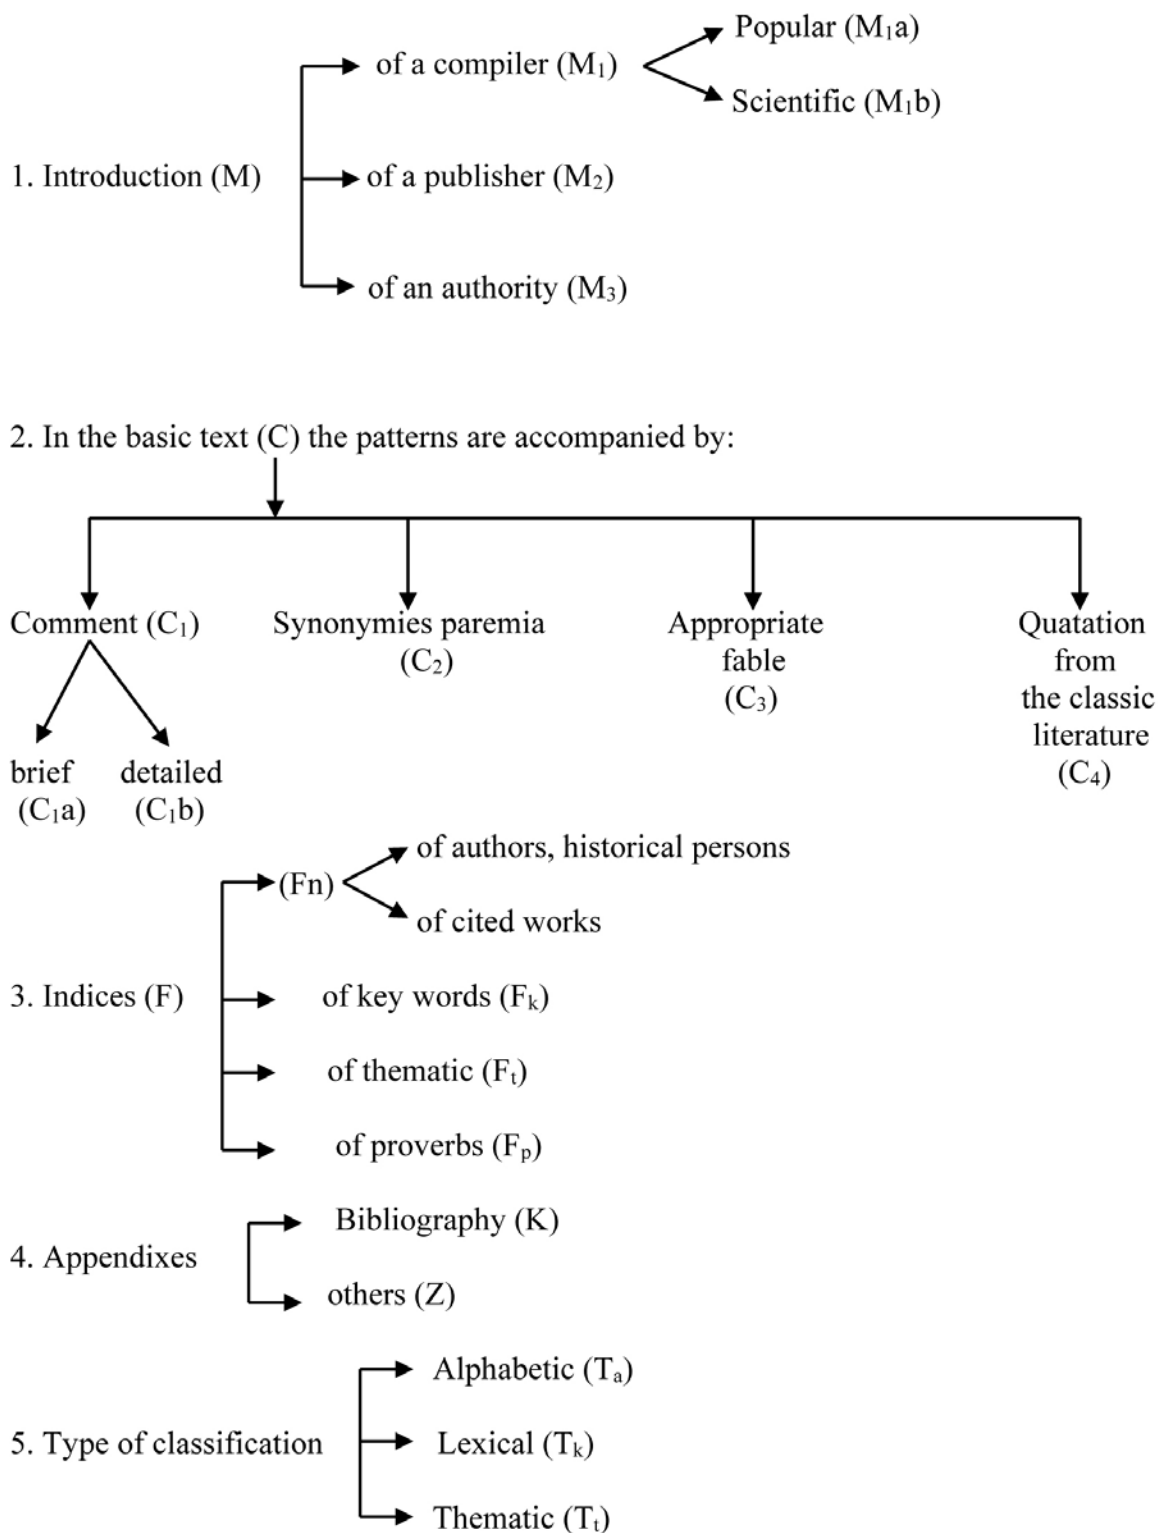 Popular (M₁a)
of a compiler (M₁)
Scientific (M₁b)
1. Introduction (M)
of a publisher (M₂)
of an authority (M₃)
2. In the basic text (C) the patterns are accompanied by:
Comment (C₁)
brief
(C₁a)
detailed
(C₁b)
Synonymies paremia
(C₂)
Appropriate
fable
(C₃)
Quatation
from
the classic
literature
(C₄)
of authors, historical persons
(Fn)
of cited works
3. Indices (F)
of key words (Fₖ)
of thematic (Fₜ)
of proverbs (Fₚ)
Bibliography (K)
4. Appendixes
others (Z)
Alphabetic (Tₐ)
5. Type of classification
Lexical (Tₖ)
Thematic (Tₜ)